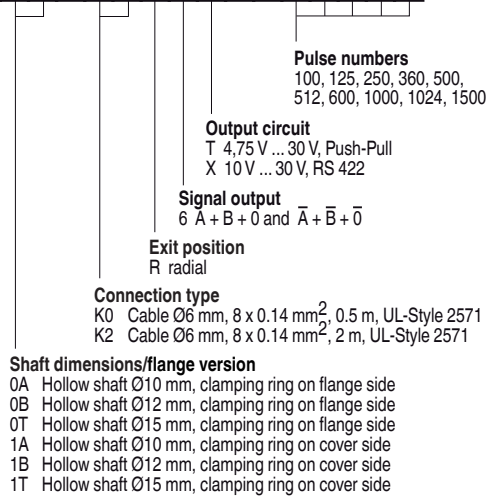 Pulse numbers
100, 125, 250, 360, 500,
512, 600, 1000, 1024, 1500
Output circuit
T 4,75 V ... 30 V, Push-Pull
X 10 V ... 30 V, RS 422
Signal output
6 A + B + 0 and A̅ + B̅ + 0̅
Exit position
R radial
Connection type
K0 Cable Ø6 mm, 8 x 0.14 mm², 0.5 m, UL-Style 2571
K2 Cable Ø6 mm, 8 x 0.14 mm², 2 m, UL-Style 2571
Shaft dimensions/flange version
0A Hollow shaft Ø10 mm, clamping ring on flange side
0B Hollow shaft Ø12 mm, clamping ring on flange side
0T Hollow shaft Ø15 mm, clamping ring on flange side
1A Hollow shaft Ø10 mm, clamping ring on cover side
1B Hollow shaft Ø12 mm, clamping ring on cover side
1T Hollow shaft Ø15 mm, clamping ring on cover side